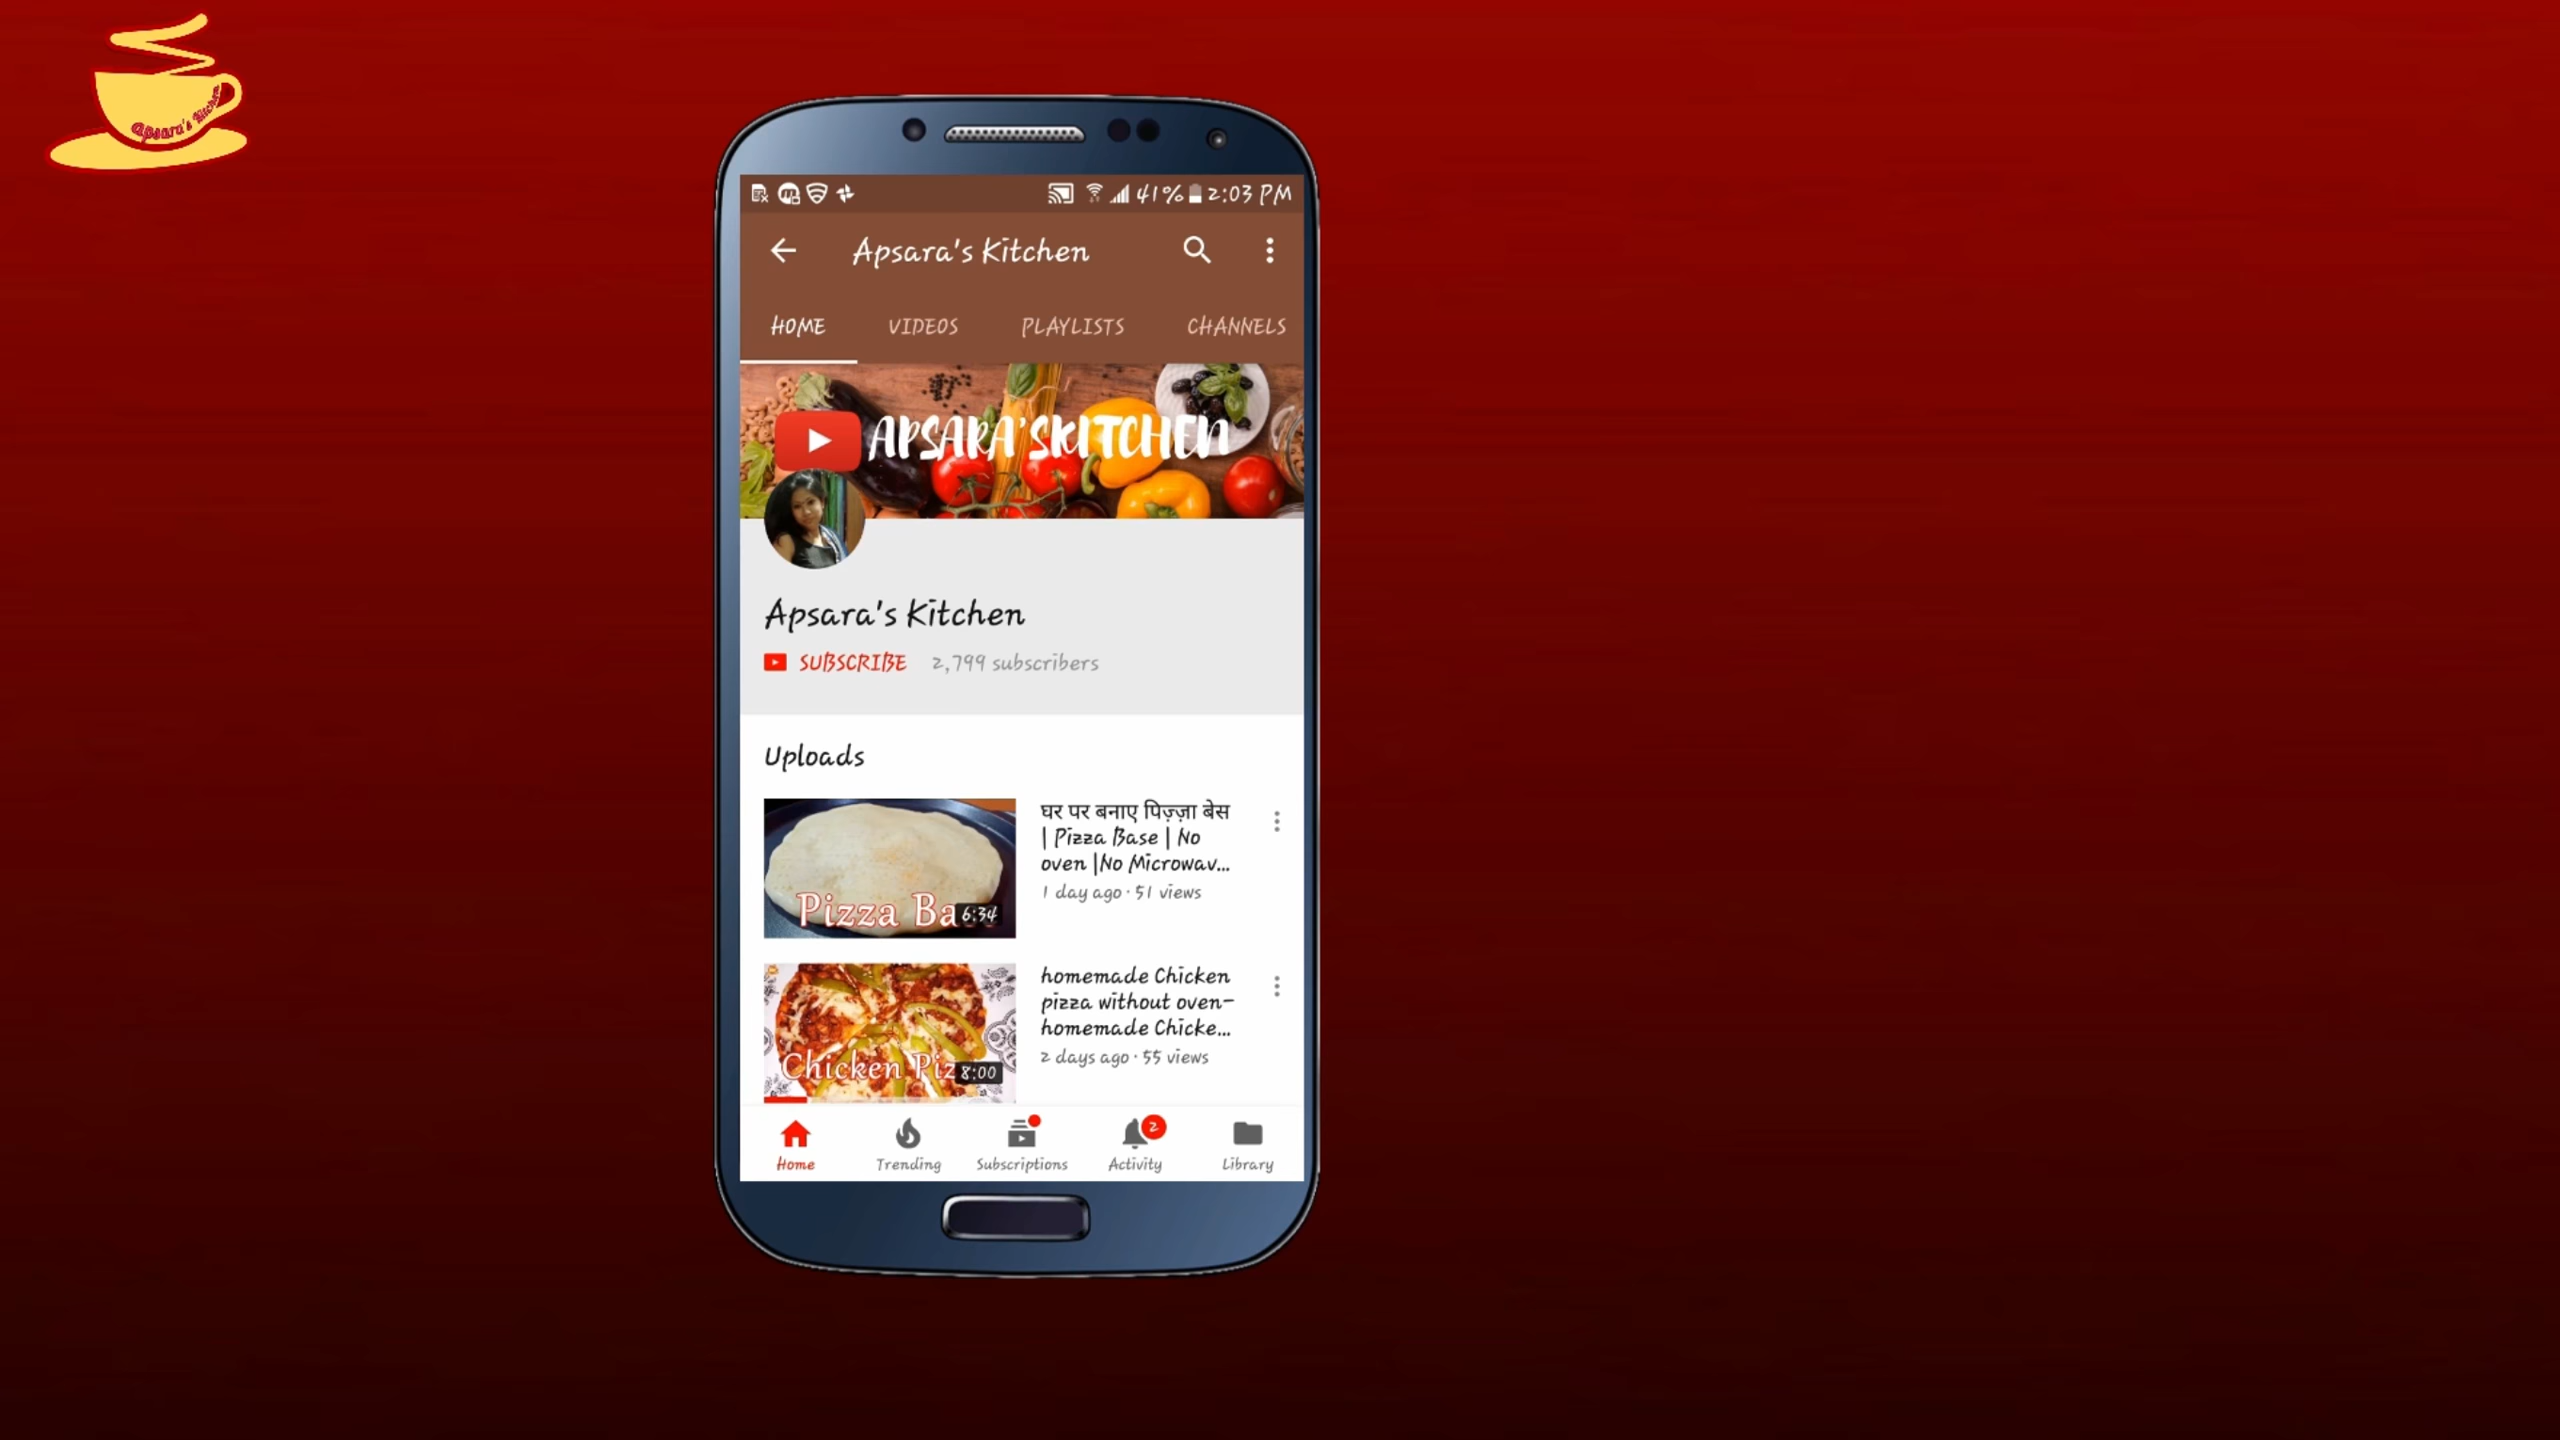 apsara's Kitchen
41% 2:03 PM
Apsara's Kitchen
HOME VIDEOS PLAYLISTS CHANNELS
APSARA'SKITCHEN
Apsara's Kitchen
SUBSCRIBE 2,799 subscribers
Uploads
घर पर बनाए पिज़्ज़ा बेस
| Pizza Base | No
oven |No Microwav...
1 day ago · 51 views
Pizza Ba
6:34
homemade Chicken
pizza without oven-
homemade Chicke...
2 days ago · 55 views
Chicken Piz
8:00
2
Home Trending Subscriptions Activity Library